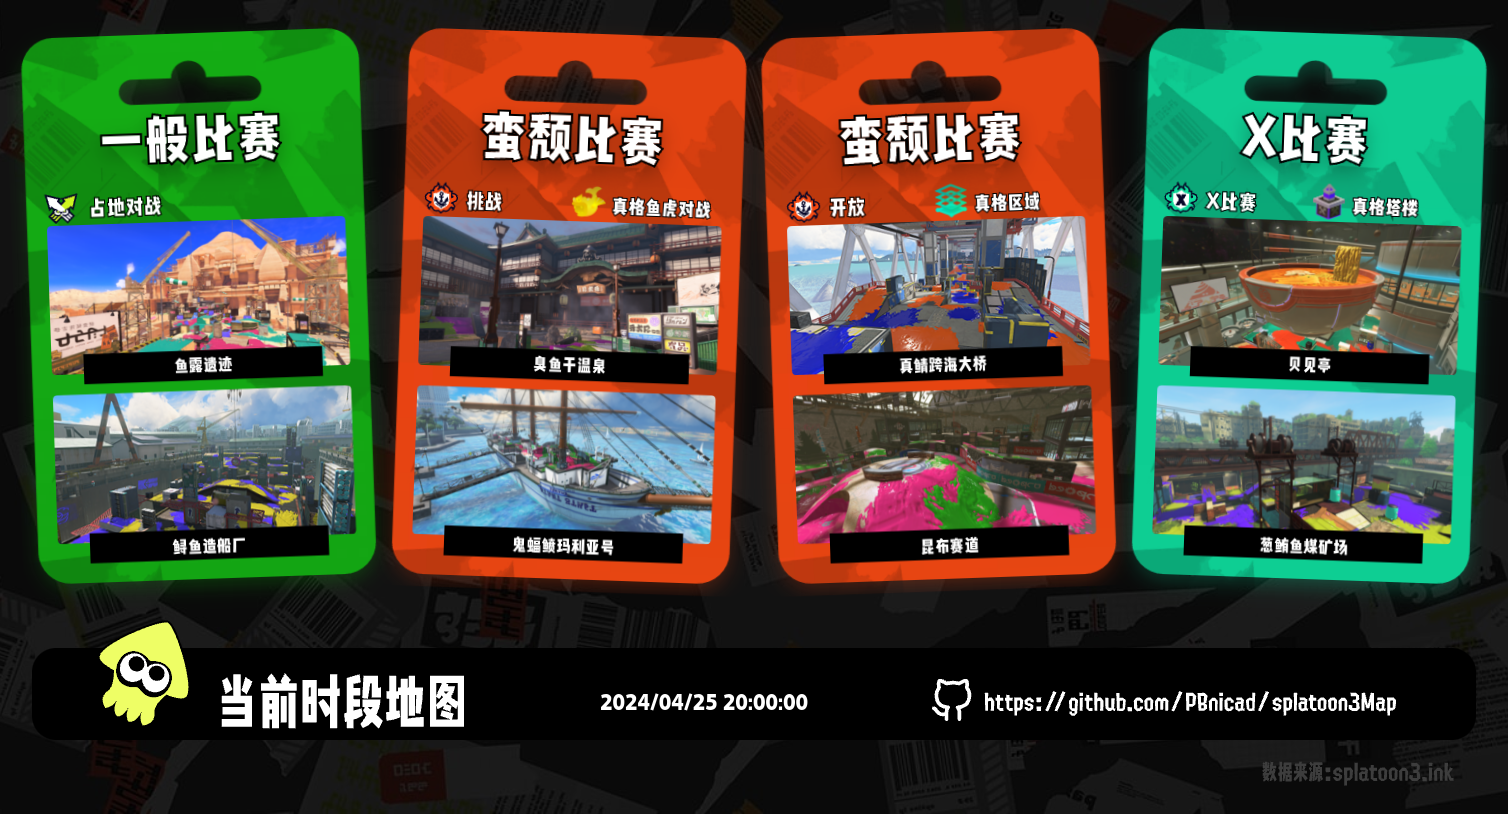 一般比赛
占地对战
鱼露遗迹
鲟鱼造船厂
蛮颓比赛
挑战
真格鱼虎对战
臭鱼干温泉
鬼蝠鲼玛利亚号
蛮颓比赛
开放
真格区域
真鲭跨海大桥
昆布赛道
X比赛
X比赛
真格塔楼
贝见亭
葱鲔鱼煤矿场
当前时段地图
2024/04/25 20:00:00
https://github.com/PBnicad/splatoon3Map
数据来源:splatoon3.ink